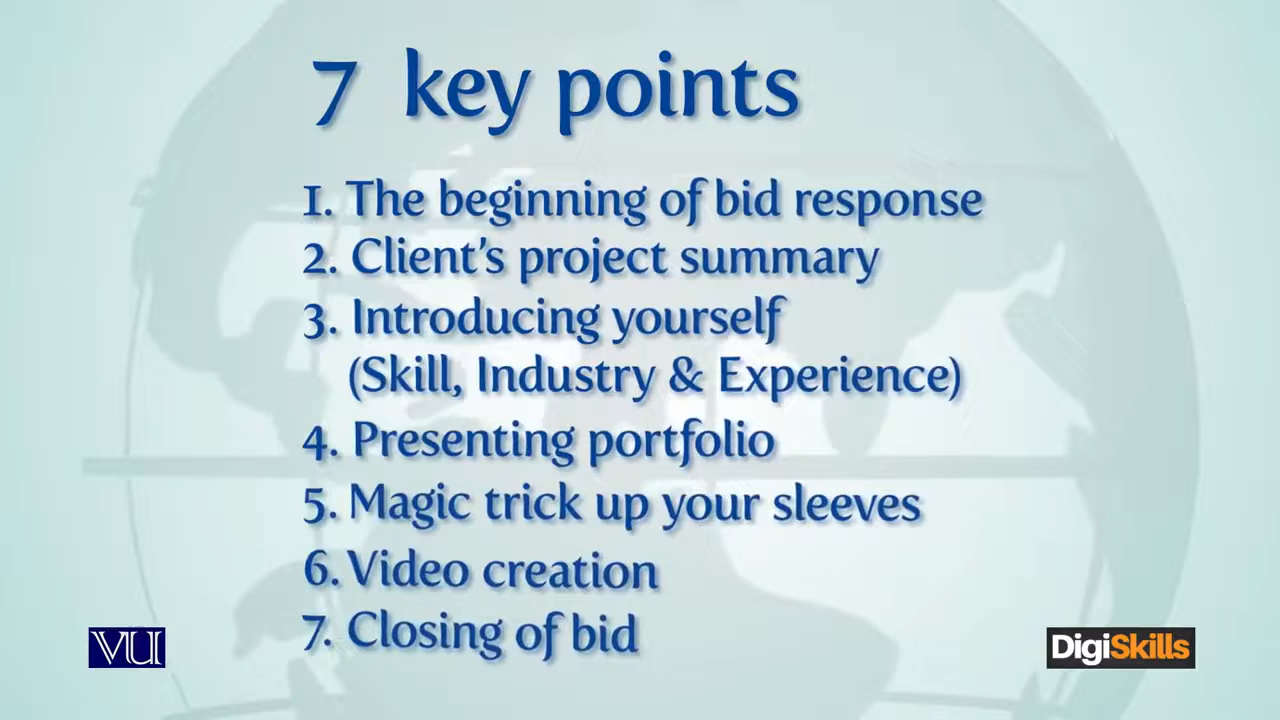 7 key points
1. The beginning of bid response
2. Client's project summary
3. Introducing yourself
(Skill, Industry & Experience)
4. Presenting portfolio
5. Magic trick up your sleeves
6. Video creation
7. Closing of bid
VU
DigiSkills